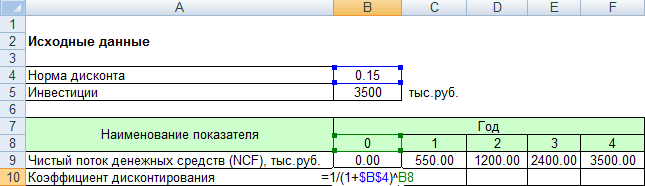 A B C D E F
1
2 Исходные данные
3
4 Норма дисконта 0.15
5 Инвестиции 3500 тыс.руб.
6
7 Наименование показателя Год
8 0 1 2 3 4
9 Чистый поток денежных средств (NCF), тыс.руб. 0.00 550.00 1200.00 2400.00 3500.00
10 Коэффициент дисконтирования =1/(1+$B$4)^B8